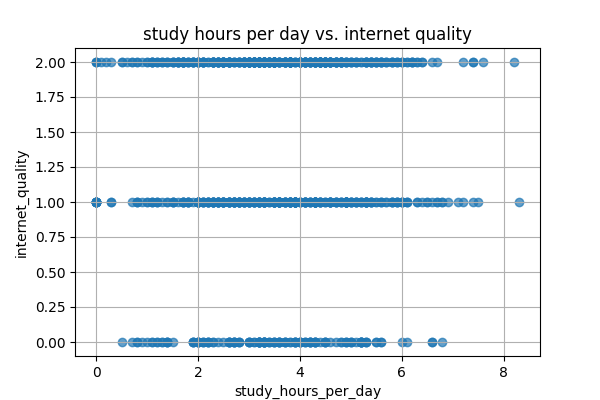 study hours per day vs. internet quality
2.00
1.75
1.50
1.25
1.00
0.75
0.50
0.25
0.00
internet_quality
0 2 4 6 8
study_hours_per_day